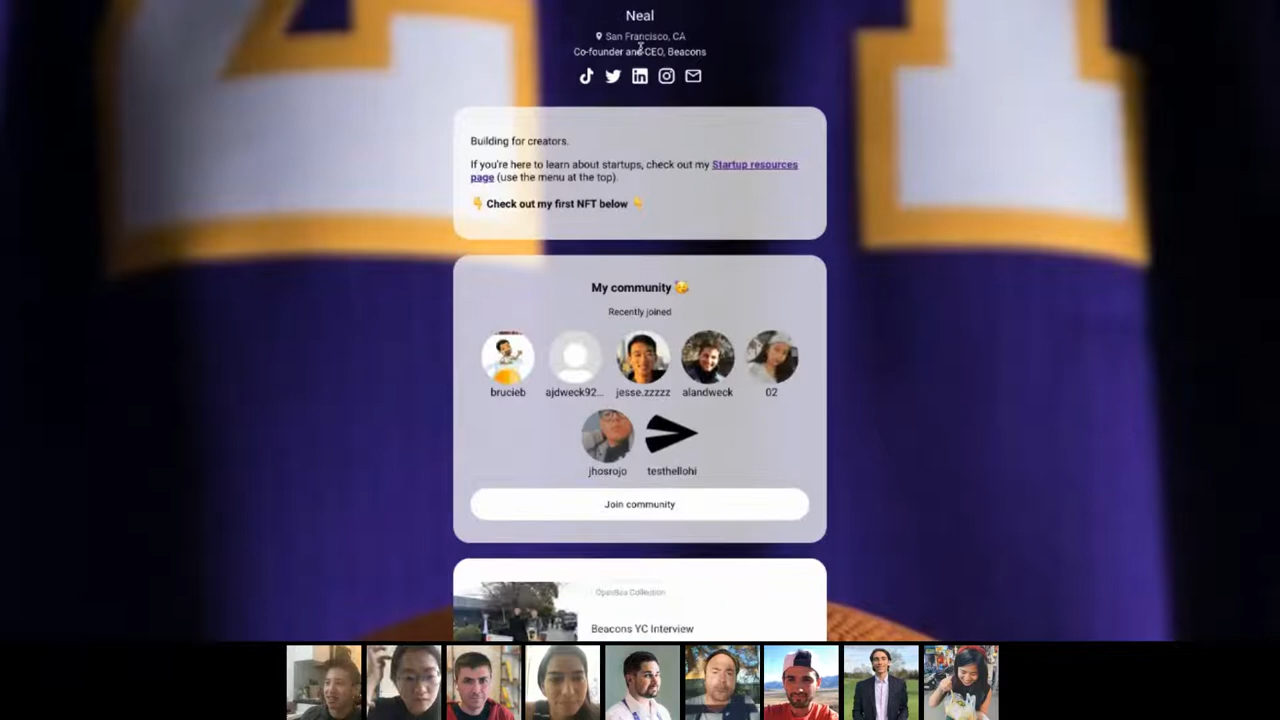 Neal
San Francisco, CA
Co-founder and CEO, Beacons
Building for creators.
If you're here to learn about startups, check out my Startup resources
page (use the menu at the top).
👇 Check out my first NFT below 👇
My community 🥰
Recently joined
brucieb ajdweck92... jesse.zzzzz alandweck 02
jhosrojo testhellohi
Join community
OpenSea Collection
Beacons YC Interview